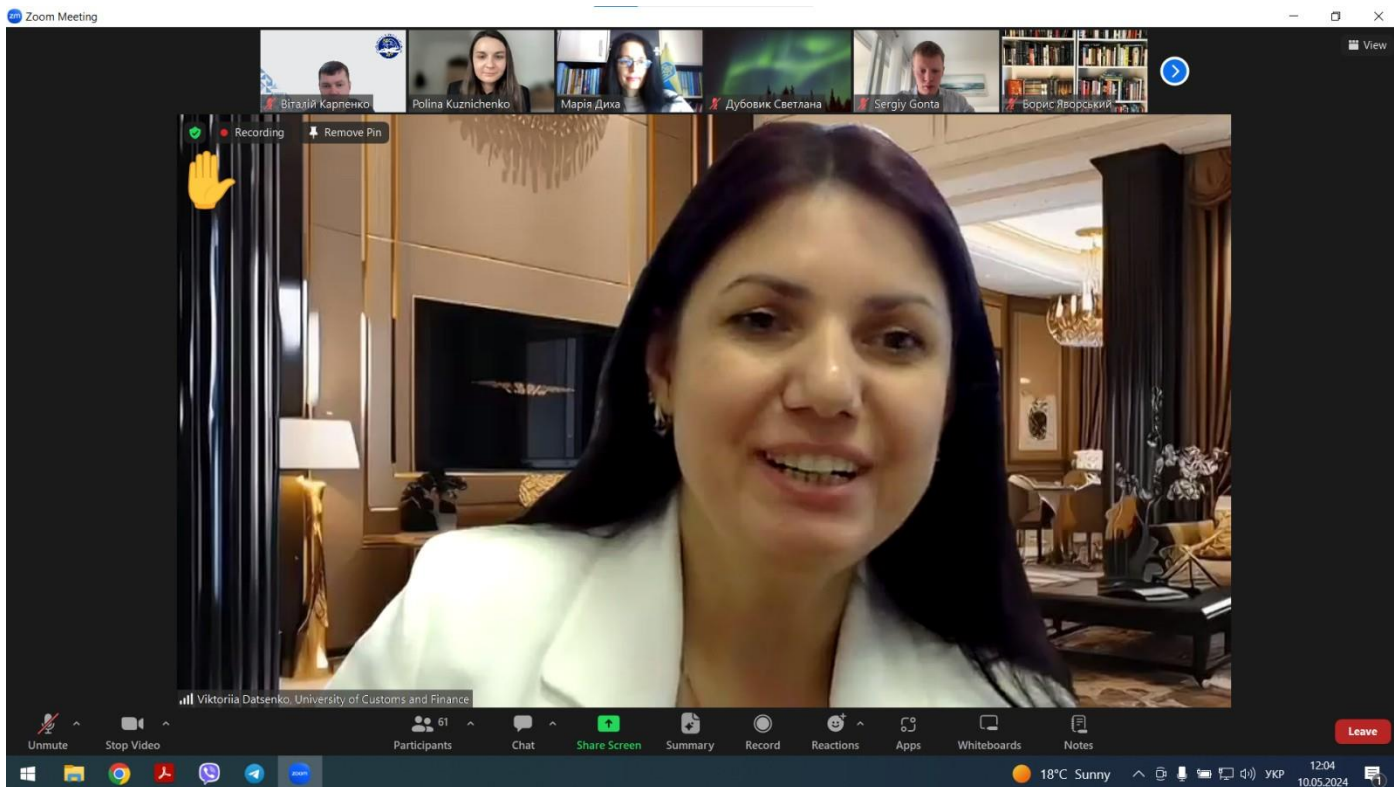 Zoom Meeting
View
Віталій Карпенко
Polina Kuznichenko
Марія Диха
Дубовик Светлана
Sergiy Gonta
Борис Яворський
Recording
Remove Pin
Viktoriia Datsenko, University of Customs and Finance
Unmute
Stop Video
61
Participants
Chat
Share Screen
Summary
Record
Reactions
Apps
Whiteboards
Notes
Leave
zoom
18°C Sunny
УКР
12:04
10.05.2024
1